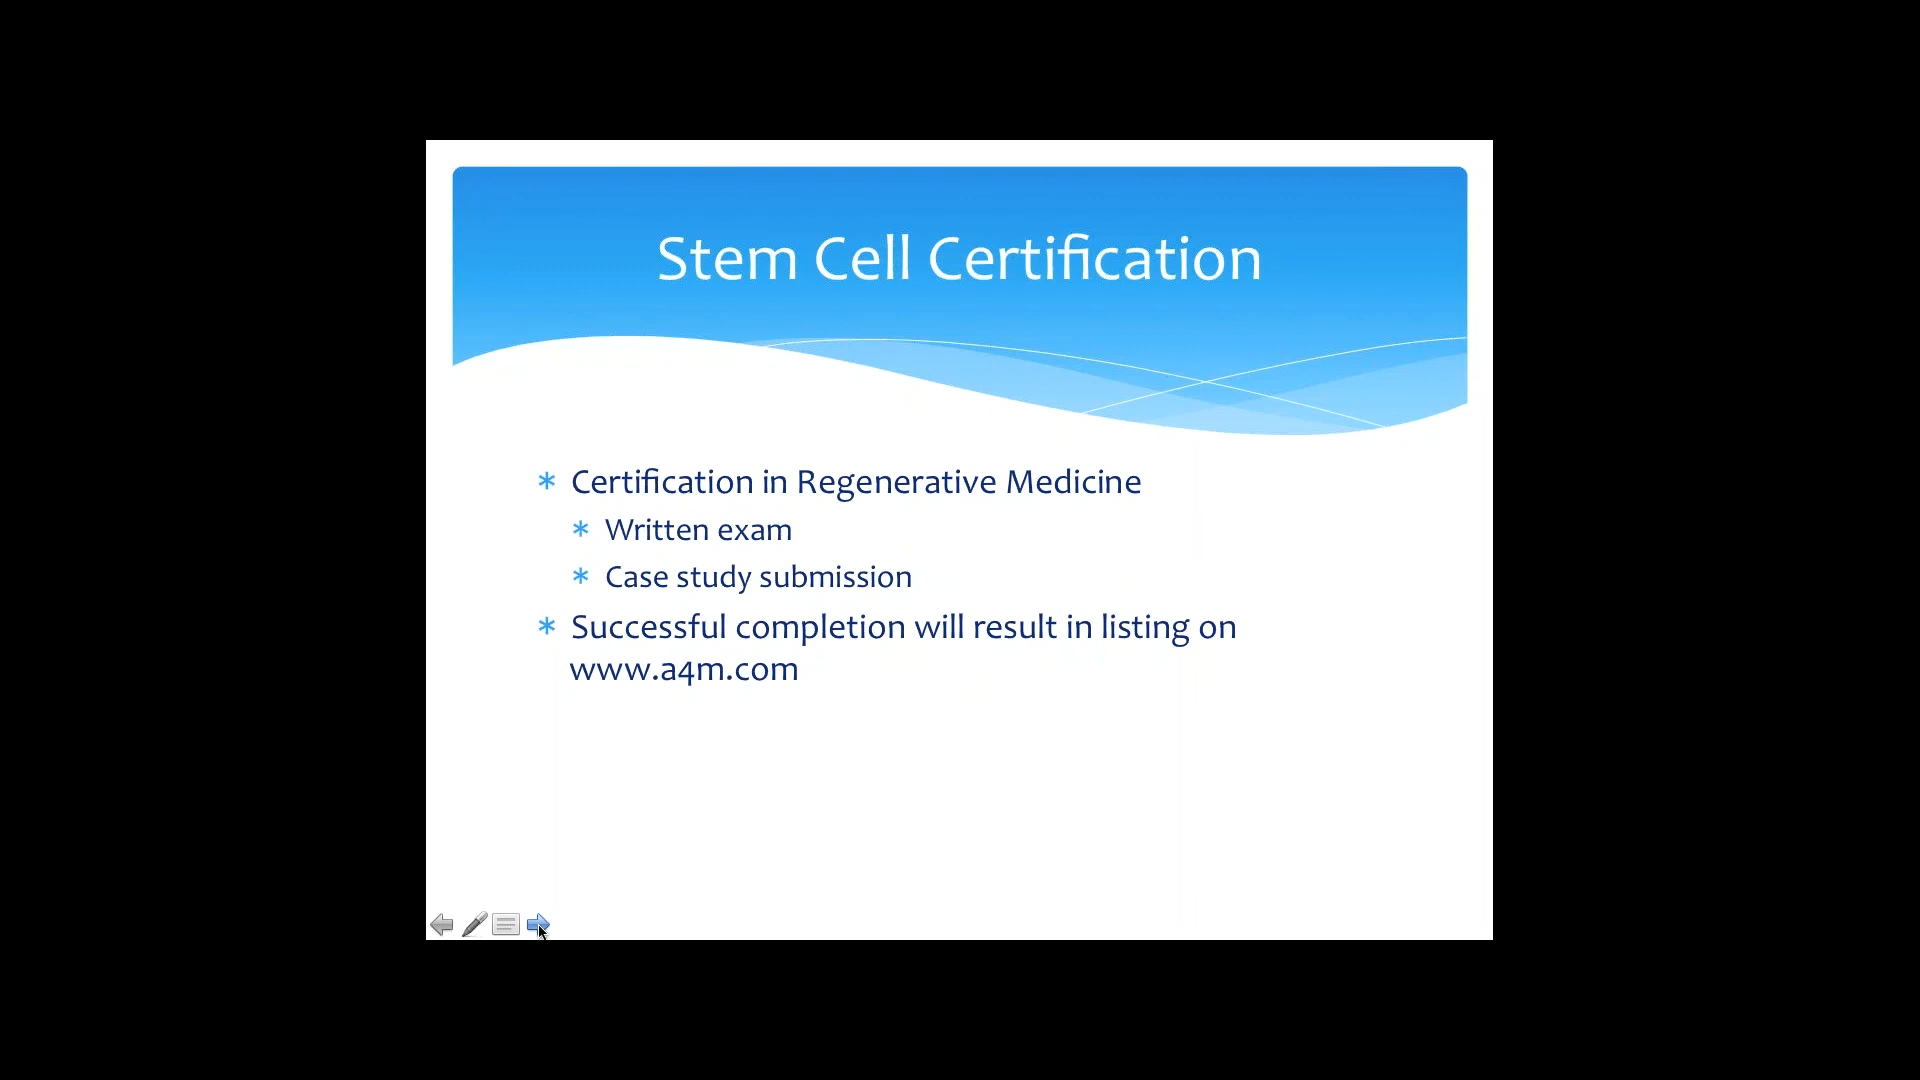 Stem Cell Certification
* Certification in Regenerative Medicine
* Written exam
* Case study submission
* Successful completion will result in listing on
www.a4m.com